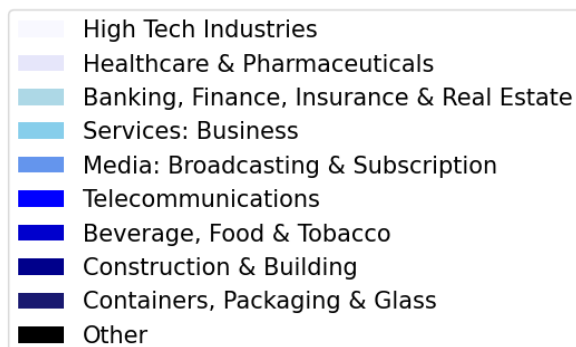 High Tech Industries
Healthcare & Pharmaceuticals
Banking, Finance, Insurance & Real Estate
Services: Business
Media: Broadcasting & Subscription
Telecommunications
Beverage, Food & Tobacco
Construction & Building
Containers, Packaging & Glass
Other